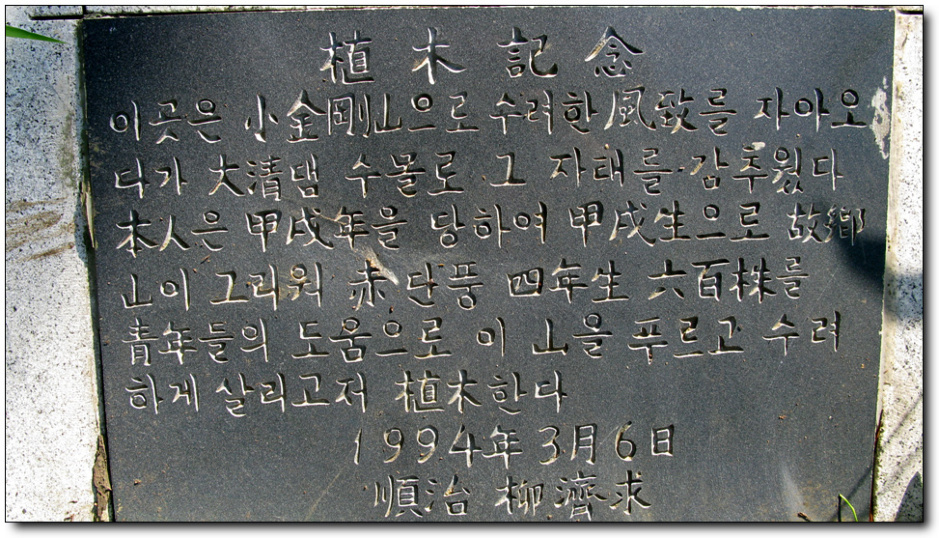 植木記念
이곳은 小金剛山으로 수려한 風致를 자아오
다가 大清댐 수몰로 그 자태를 감추웠다
本人은 甲戌年을 당하여 甲戌生으로 故鄕
山이 그리워 赤단풍 四年生 六百株를
靑年들의 도움으로 이 山을 푸르고 수려
하게 살리고저 植木한다
1994年 3月 6日
順治 柳濟求